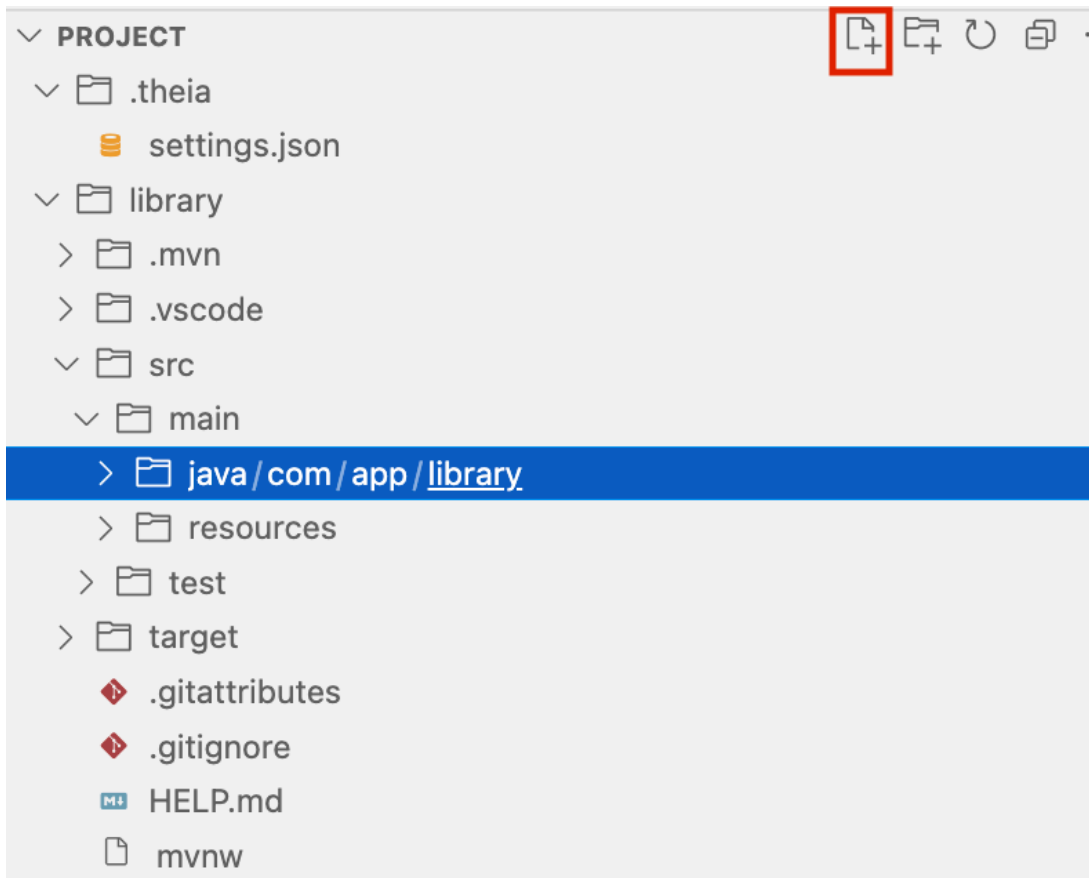 PROJECT
.theia
settings.json
library
.mvn
.vscode
src
main
java/com/app/library
resources
test
target
.gitattributes
.gitignore
M↓ HELP.md
mvnw